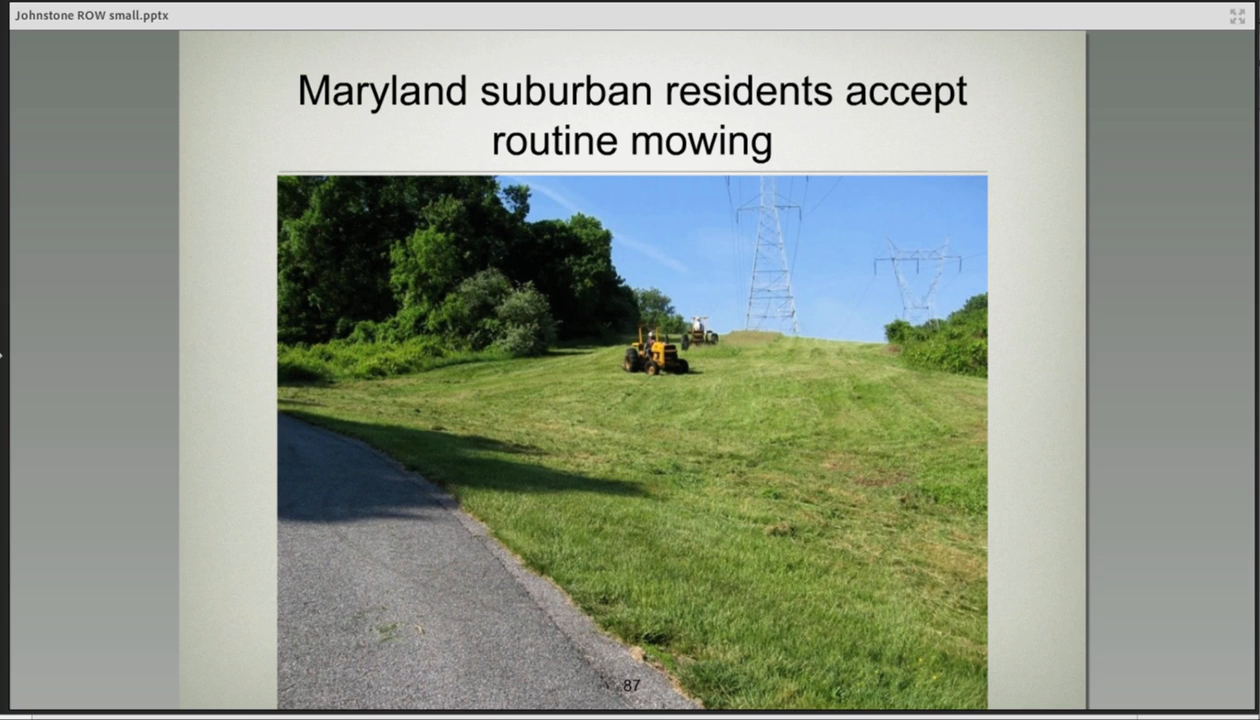 Johnstone ROW small.pptx
Maryland suburban residents accept
routine mowing
87